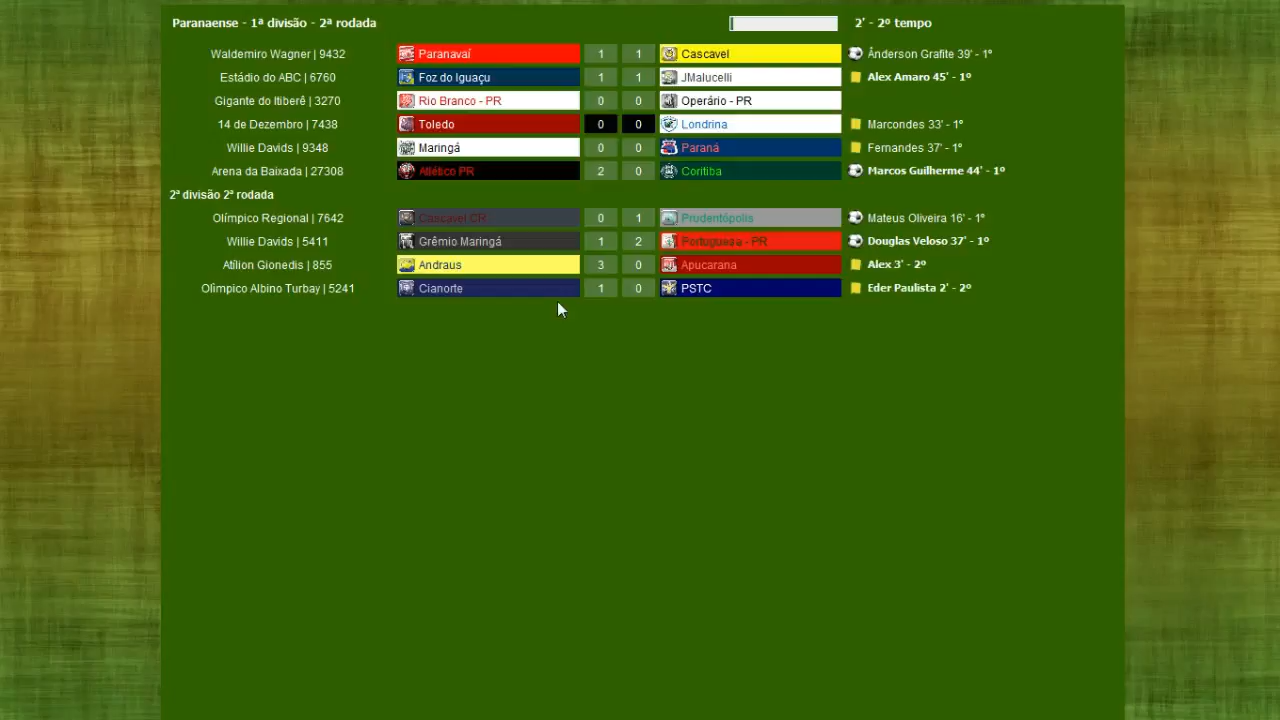 Paranaense - 1ª divisão - 2ª rodada 2' - 2º tempo
Waldemiro Wagner | 9432 Paranavaí 1 1 Cascavel Ânderson Grafite 39' - 1º
Estádio do ABC | 6760 Foz do Iguaçu 1 1 JMalucelli Alex Amaro 45' - 1º
Gigante do Itiberê | 3270 Rio Branco - PR 0 0 Operário - PR
14 de Dezembro | 7438 Toledo 0 0 Londrina Marcondes 33' - 1º
Willie Davids | 9348 Maringá 0 0 Paraná Fernandes 37' - 1º
Arena da Baixada | 27308 Atlético PR 2 0 Coritiba Marcos Guilherme 44' - 1º
2ª divisão 2ª rodada
Olímpico Regional | 7642 Cascavel CR 0 1 Prudentópolis Mateus Oliveira 16' - 1º
Willie Davids | 5411 Grêmio Maringá 1 2 Portuguesa - PR Douglas Veloso 37' - 1º
Atílion Gionedis | 855 Andraus 3 0 Apucarana Alex 3' - 2º
Olímpico Albino Turbay | 5241 Cianorte 1 0 PSTC Eder Paulista 2' - 2º